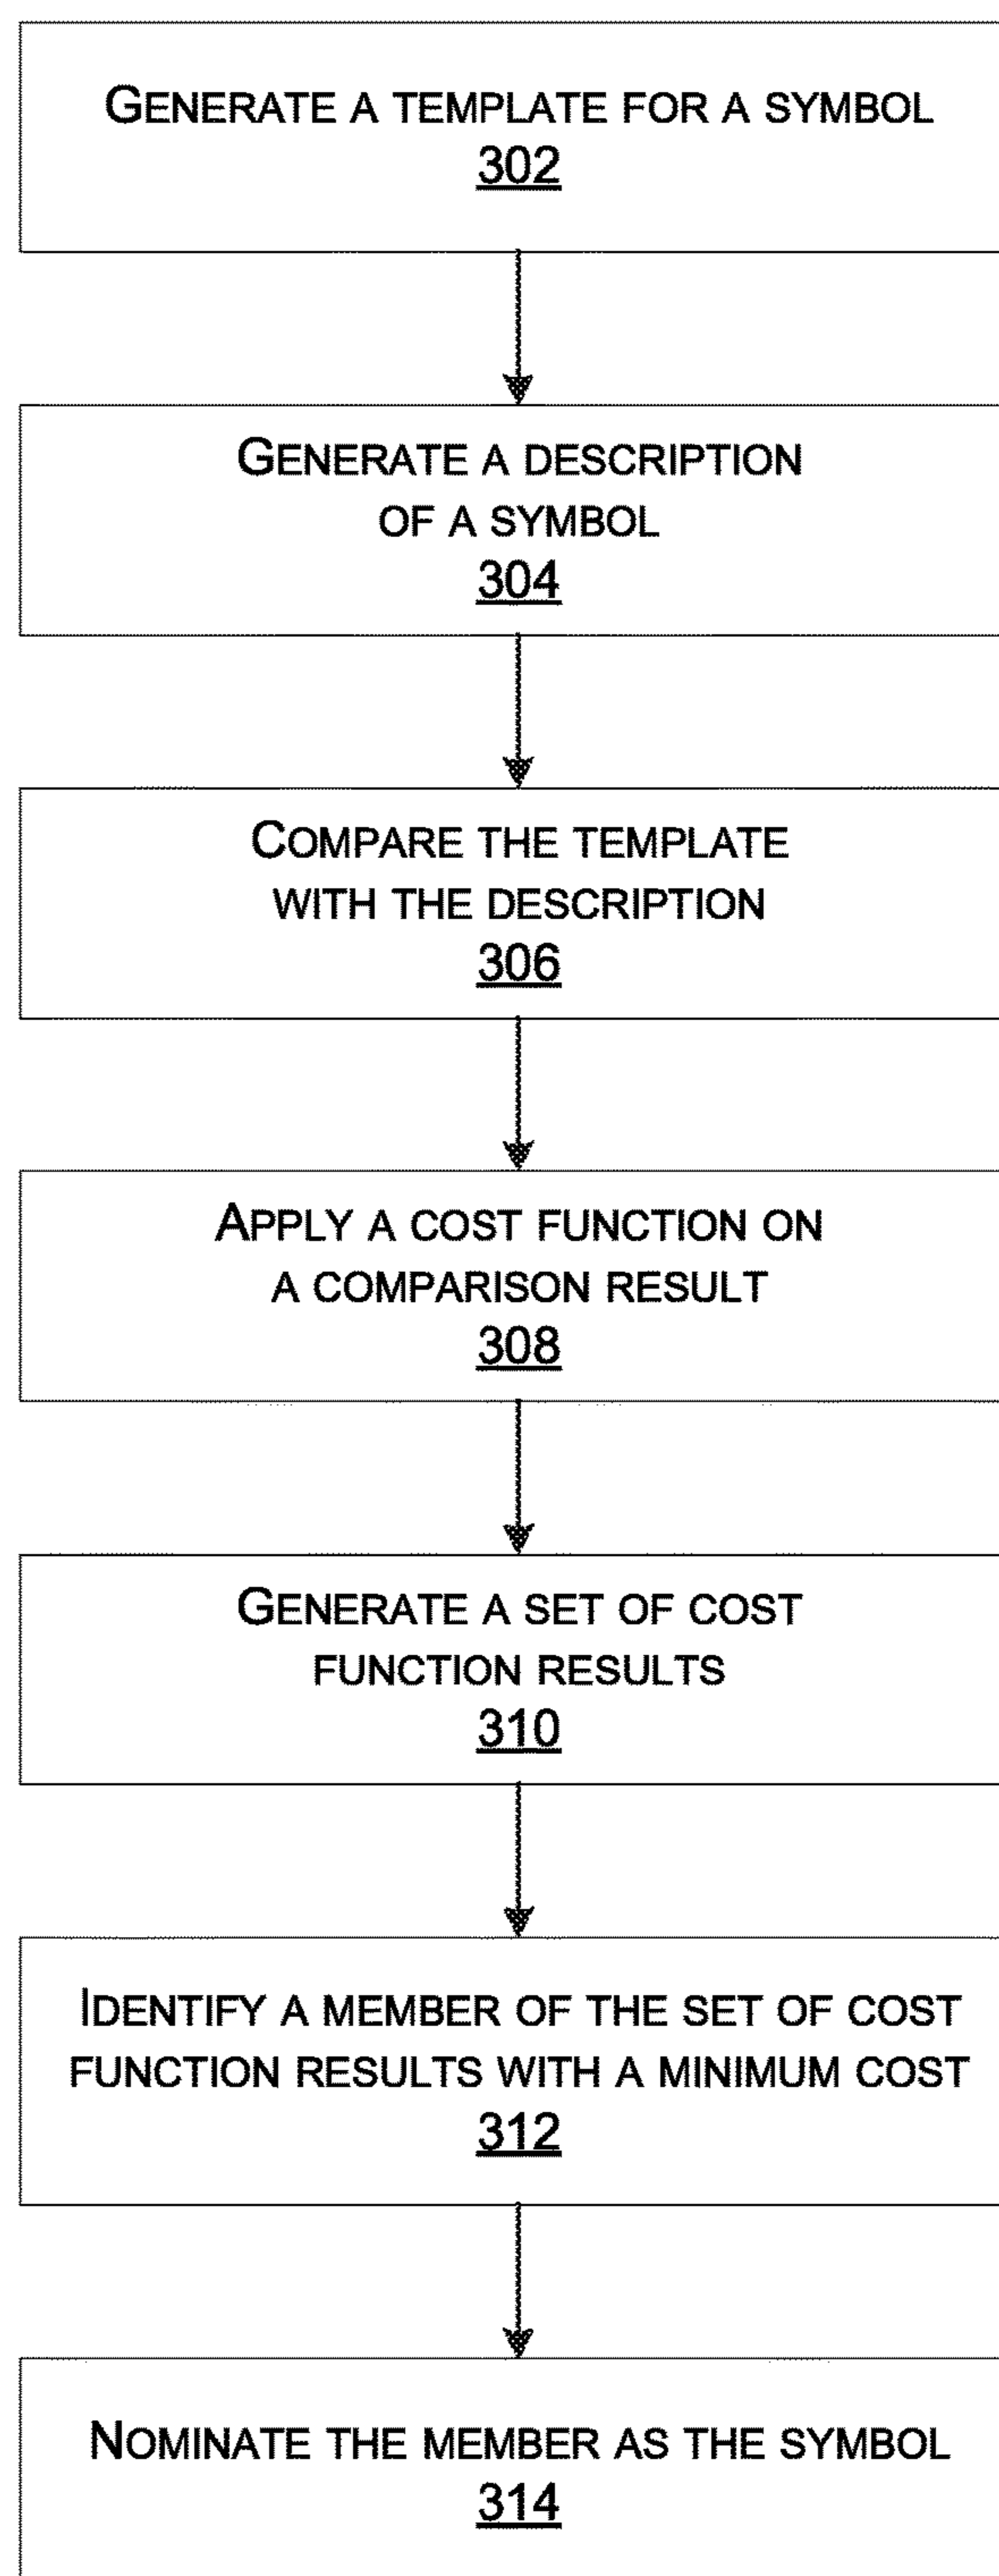 GENERATE A TEMPLATE FOR A SYMBOL
302
GENERATE A DESCRIPTION
OF A SYMBOL
304
COMPARE THE TEMPLATE
WITH THE DESCRIPTION
306
APPLY A COST FUNCTION ON
A COMPARISON RESULT
308
GENERATE A SET OF COST
FUNCTION RESULTS
310
IDENTIFY A MEMBER OF THE SET OF COST
FUNCTION RESULTS WITH A MINIMUM COST
312
NOMINATE THE MEMBER AS THE SYMBOL
314